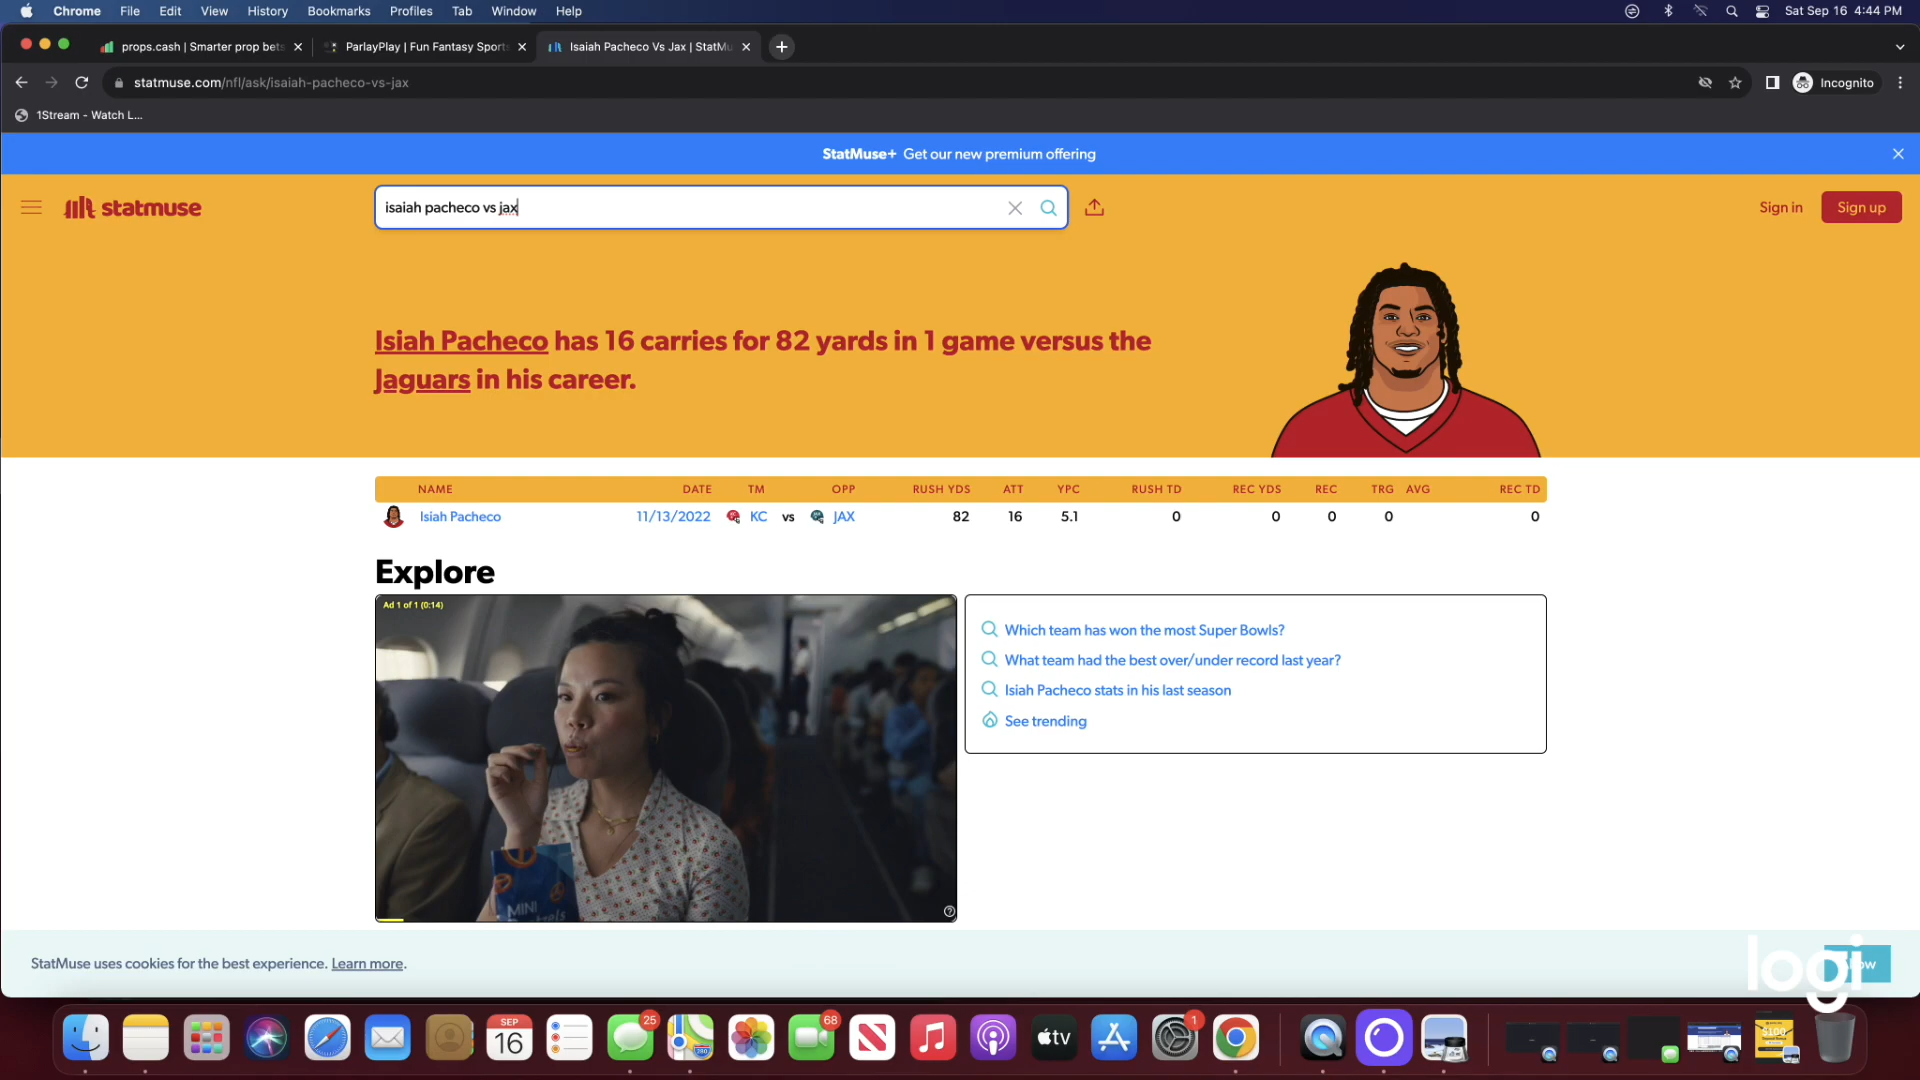 Chrome File Edit View History Bookmarks Profiles Tab Window Help Sat Sep 16 4:44 PM
props.cash | Smarter prop bets ParlayPlay | Fun Fantasy Sports Isaiah Pacheco Vs Jax | StatMu
statmuse.com/nfl/ask/isaiah-pacheco-vs-jax Incognito
1Stream - Watch L...
StatMuse+ Get our new premium offering
statmuse isaiah pacheco vs jax Sign in Sign up
Isiah Pacheco has 16 carries for 82 yards in 1 game versus the
Jaguars in his career.
NAME DATE TM OPP RUSH YDS ATT YPC RUSH TD REC YDS REC TRG AVG REC TD
Isiah Pacheco 11/13/2022 KC vs JAX 82 16 5.1 0 0 0 0 0
Explore
Ad 1 of 1 (0:14)
Which team has won the most Super Bowls?
What team had the best over/under record last year?
Isiah Pacheco stats in his last season
See trending
MINI
StatMuse uses cookies for the best experience. Learn more.
logi
SEP
16
25
68
tv
1
280
$100